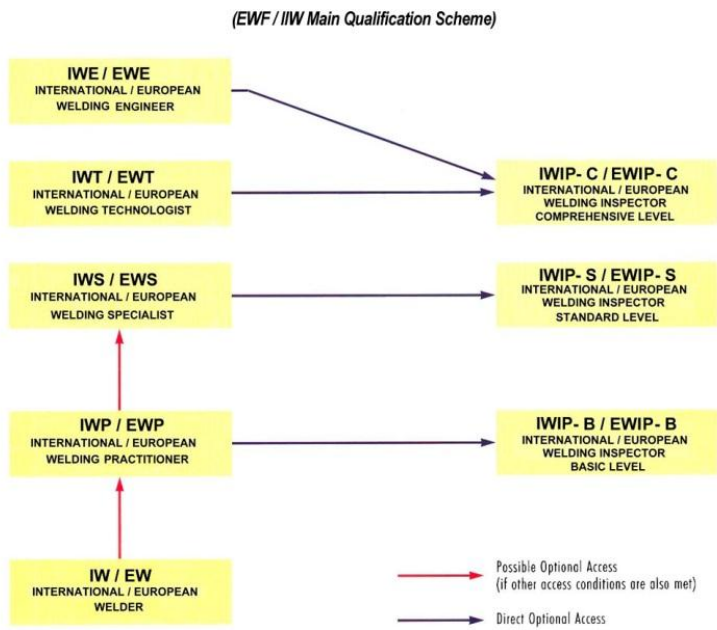 (EWF / IIW Main Qualification Scheme)
IWE / EWE
INTERNATIONAL / EUROPEAN
WELDING ENGINEER
IWT / EWT
INTERNATIONAL / EUROPEAN
WELDING TECHNOLOGIST
IWIP- C / EWIP- C
INTERNATIONAL / EUROPEAN
WELDING INSPECTOR
COMPREHENSIVE LEVEL
IWS / EWS
INTERNATIONAL / EUROPEAN
WELDING SPECIALIST
IWIP- S / EWIP- S
INTERNATIONAL / EUROPEAN
WELDING INSPECTOR
STANDARD LEVEL
IWP / EWP
INTERNATIONAL / EUROPEAN
WELDING PRACTITIONER
IWIP- B / EWIP- B
INTERNATIONAL / EUROPEAN
WELDING INSPECTOR
BASIC LEVEL
IW / EW
INTERNATIONAL / EUROPEAN
WELDER
Possible Optional Access
(if other access conditions are also met)
Direct Optional Access